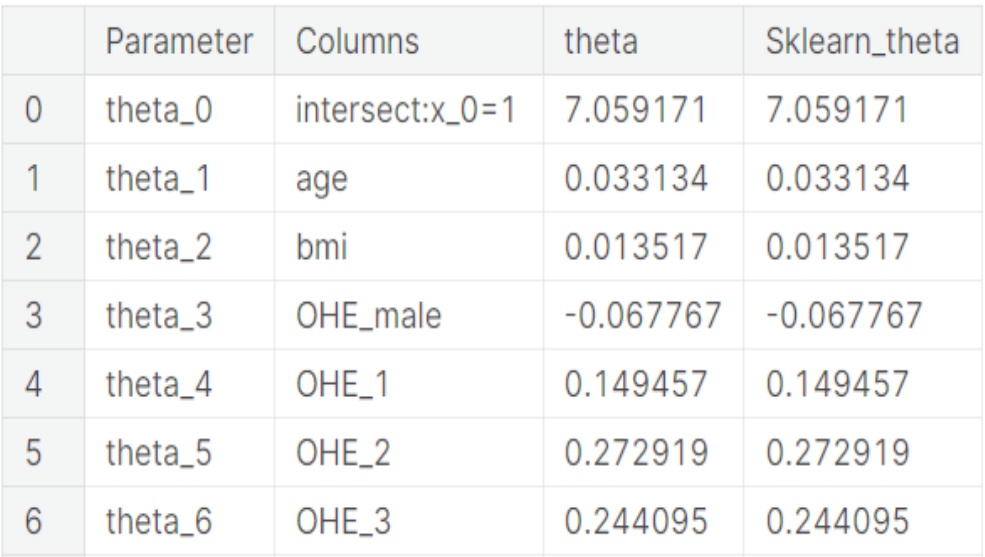 Parameter Columns theta Sklearn_theta
0 theta_0 intersect:x_0=1 7.059171 7.059171
1 theta_1 age 0.033134 0.033134
2 theta_2 bmi 0.013517 0.013517
3 theta_3 OHE_male -0.067767 -0.067767
4 theta_4 OHE_1 0.149457 0.149457
5 theta_5 OHE_2 0.272919 0.272919
6 theta_6 OHE_3 0.244095 0.244095